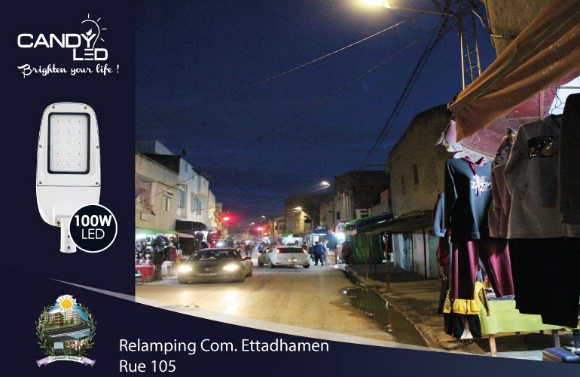 CANDY
LED
Brighten your life !
100W
LED
Relamping Com. Ettadhamen
Rue 105